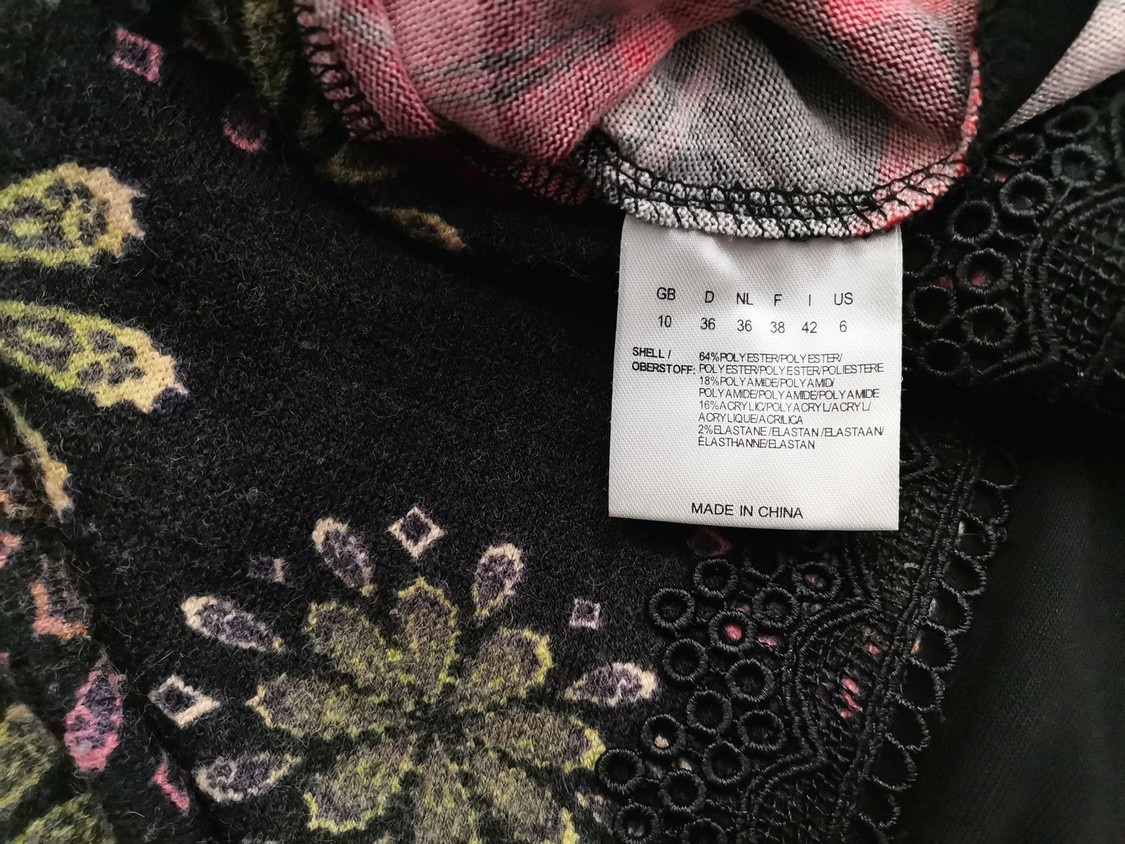 GB D NL F I US
10 36 36 38 42 6
SHELL/ 64%POLYESTER/POLYESTER/
OBERSTOFF: POLYESTER/POLYESTER/POLIESTERE
18%POLYAMIDE/POLYAMID/
POLYAMIDE/POLYAMIDE/POLYAMIDE
16%ACRYLIC/POLYACRYL/ACRYL/
ACRYLIQUE/ACRILICA
2%ELASTANE/ELASTAN/ELASTAAN/
ÉLASTHANNE/ELASTAN
MADE IN CHINA